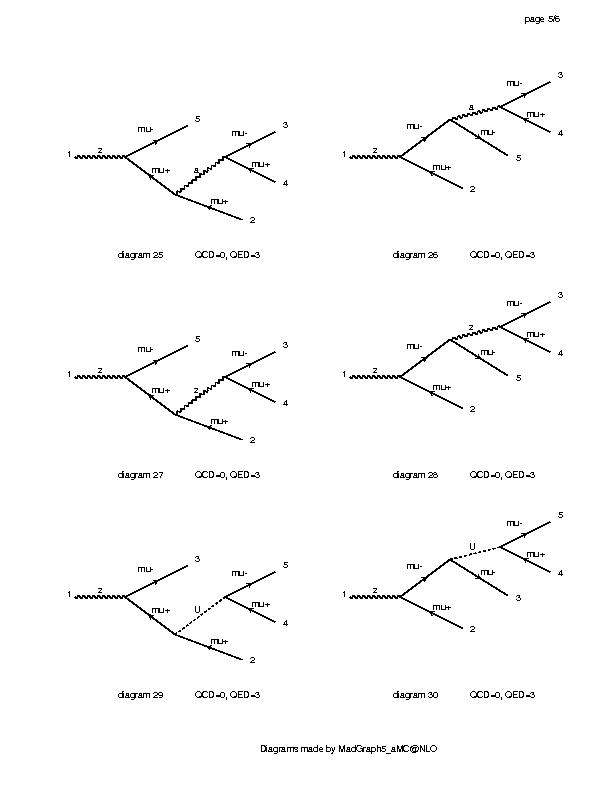 page 5/6
1 z mu- 5 mu+ a mu- 3 mu+ 4 mu+ 2
diagram 25 QCD=0, QED=3
1 z mu- a mu- 3 mu+ 4 mu- 5 mu+ 2
diagram 26 QCD=0, QED=3
1 z mu- 5 mu+ z mu- 3 mu+ 4 mu+ 2
diagram 27 QCD=0, QED=3
1 z mu- z mu- 3 mu+ 4 mu- 5 mu+ 2
diagram 28 QCD=0, QED=3
1 z mu- 3 mu+ U mu- 5 mu+ 4 mu+ 2
diagram 29 QCD=0, QED=3
1 z mu- U mu- 5 mu+ 4 mu- 3 mu+ 2
diagram 30 QCD=0, QED=3
Diagrams made by MadGraph5_aMC@NLO